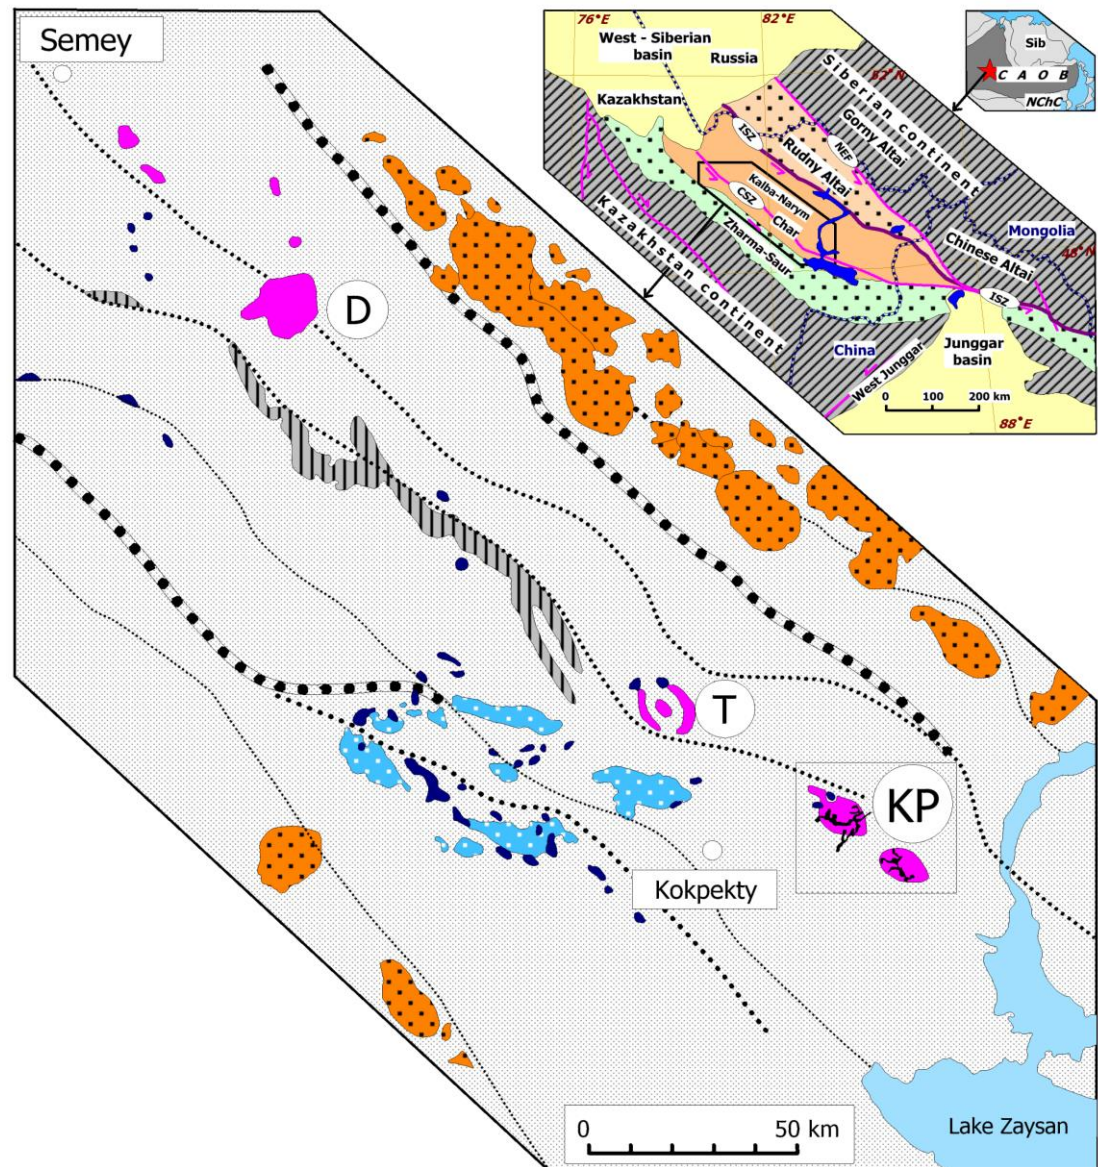 Semey
D
T
KP
Kokpekty
0 50 km
Lake Zaysan
76°E
82°E
West - Siberian
basin
Russia
Kazakhstan
52°N
Siberian continent
Gorny Altai
NEF
ISZ
Rudny Altai
Kalba-Narym
CSZ
Char
Zharma-Saur
Kazakhstan continent
Mongolia
48°N
Chinese Altai
ISZ
China
Junggar
basin
West Junggar
0 100 200 km
88°E
Sib
C A O B
NChC